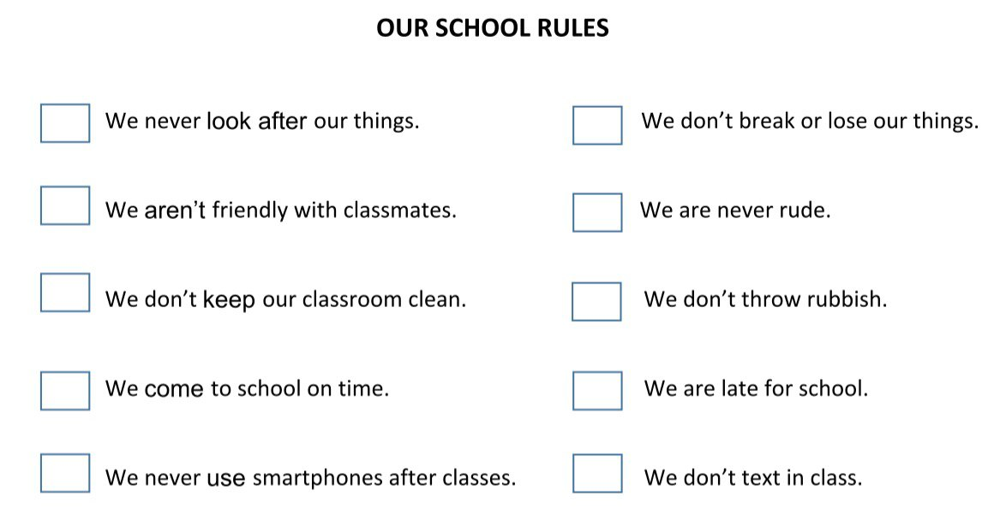 OUR SCHOOL RULES
We never look after our things.
We don’t break or lose our things.
We aren’t friendly with classmates.
We are never rude.
We don’t keep our classroom clean.
We don’t throw rubbish.
We come to school on time.
We are late for school.
We never use smartphones after classes.
We don’t text in class.